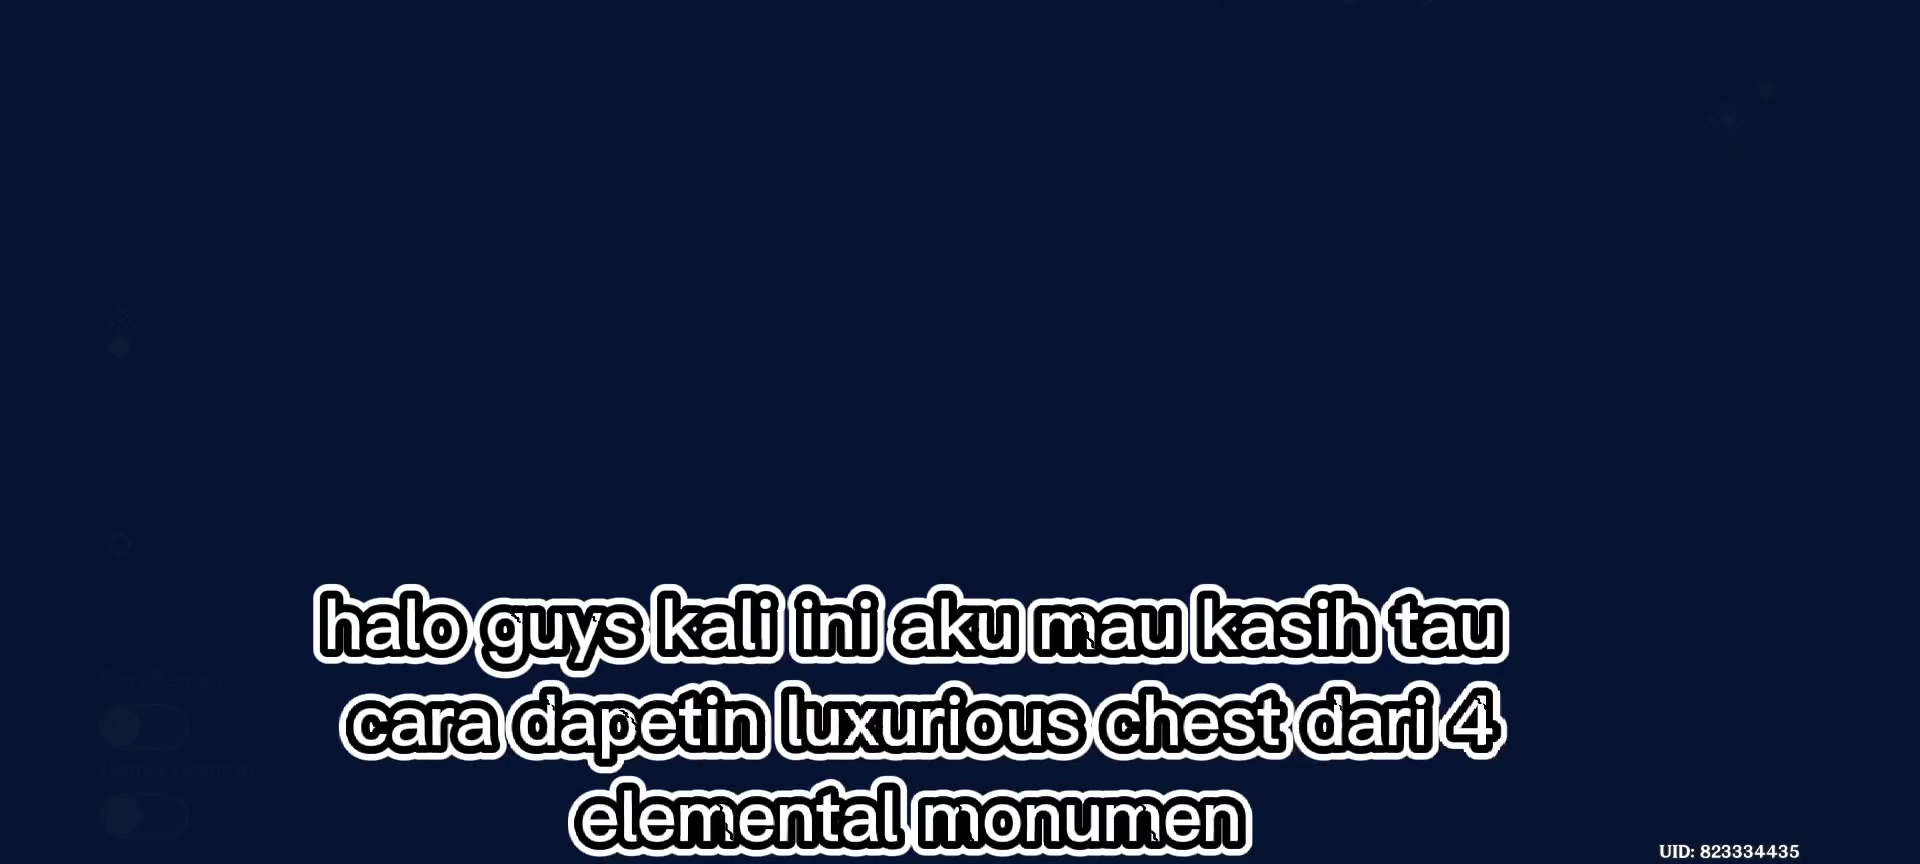 halo guys kali ini aku mau kasih tau
cara dapetin luxurious chest dari 4
elemental monumen
UID: 823334435